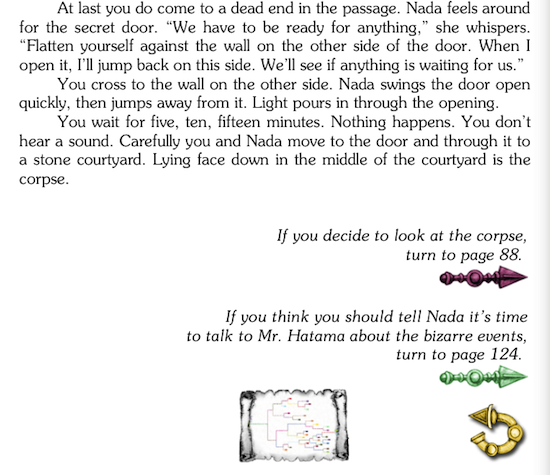 At last you do come to a dead end in the passage. Nada feels around
for the secret door. “We have to be ready for anything,” she whispers.
“Flatten yourself against the wall on the other side of the door. When I
open it, I’ll jump back on this side. We’ll see if anything is waiting for us.”
You cross to the wall on the other side. Nada swings the door open
quickly, then jumps away from it. Light pours in through the opening.
You wait for five, ten, fifteen minutes. Nothing happens. You don’t
hear a sound. Carefully you and Nada move to the door and through it to
a stone courtyard. Lying face down in the middle of the courtyard is the
corpse.
If you decide to look at the corpse,
turn to page 88.
If you think you should tell Nada it’s time
to talk to Mr. Hatama about the bizarre events,
turn to page 124.